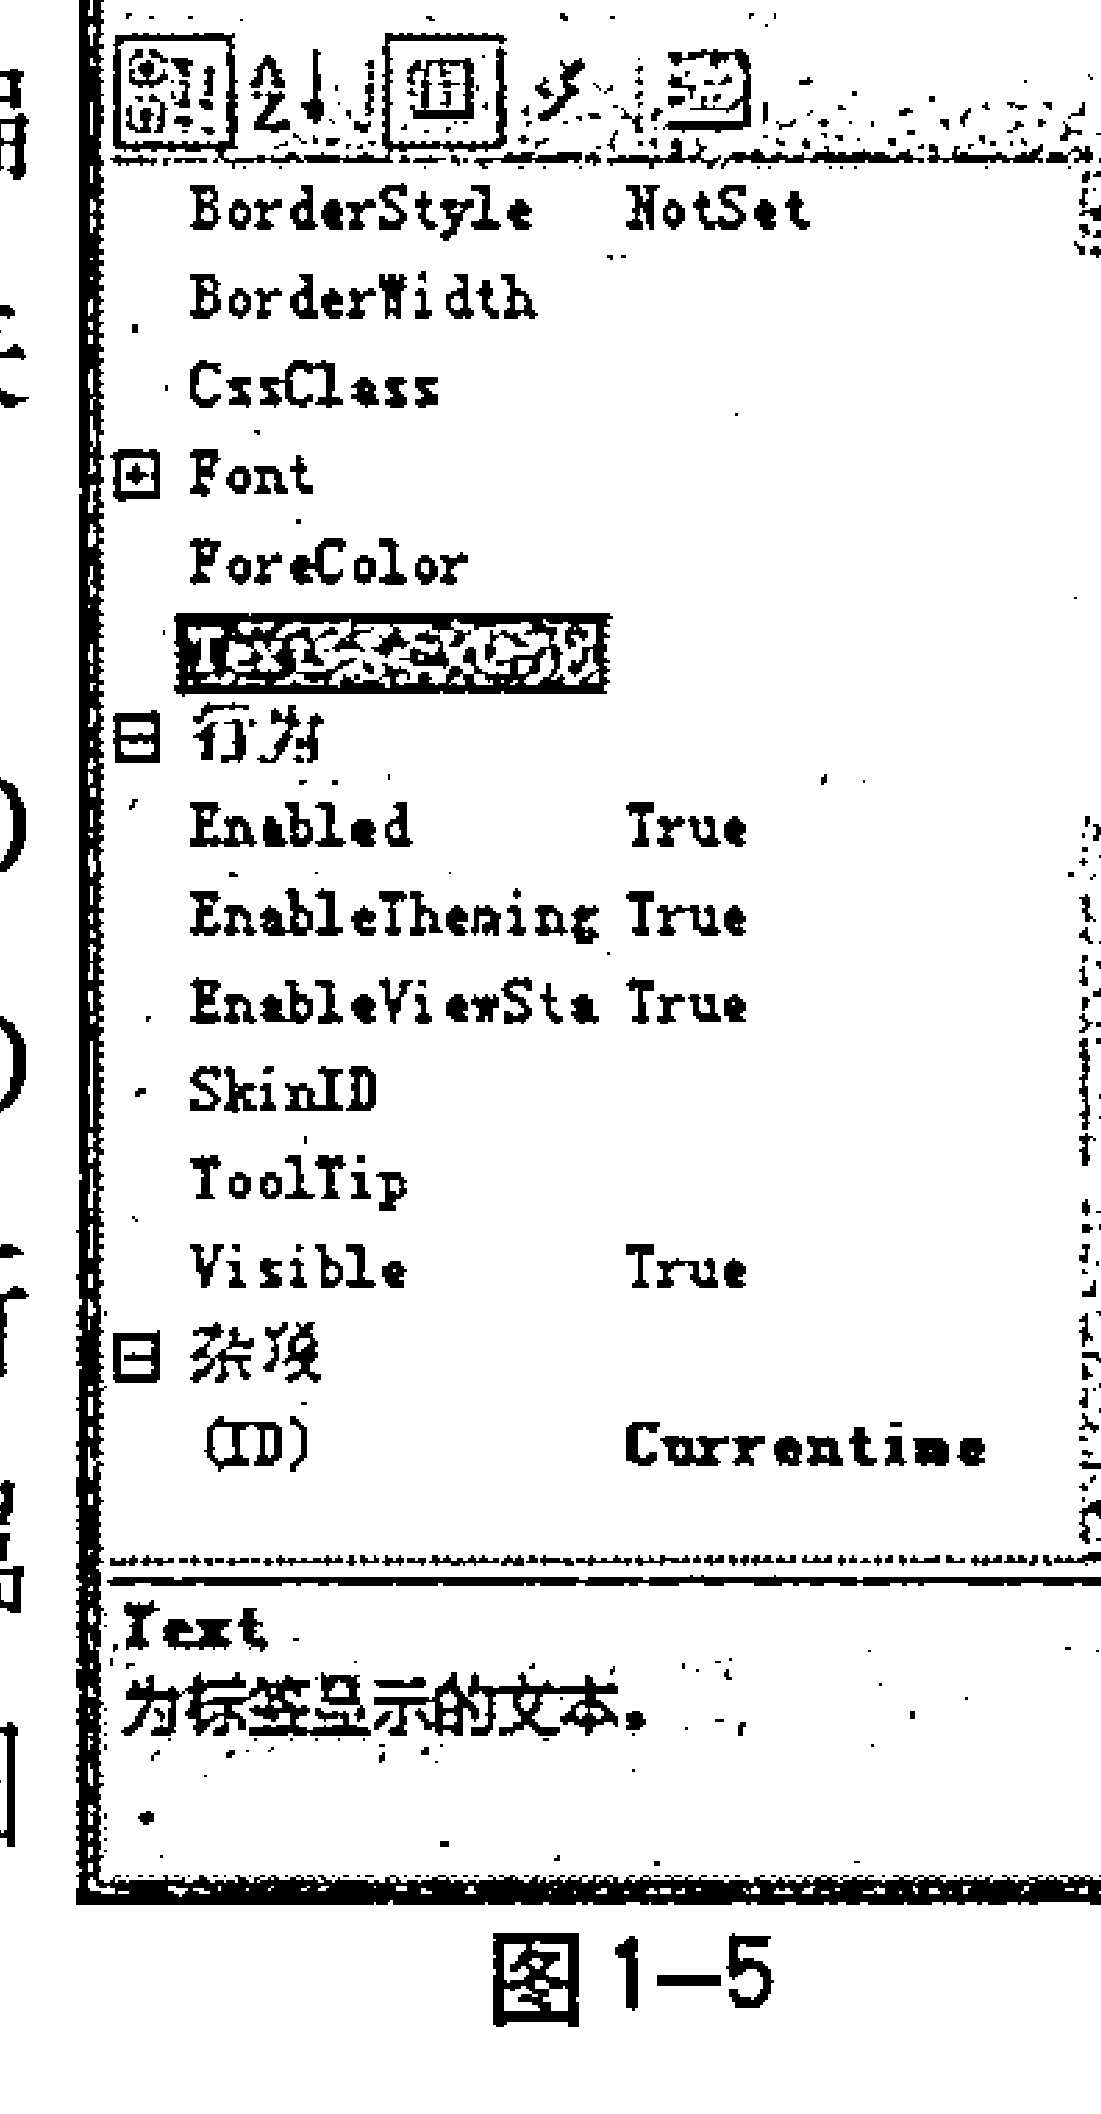 BorderStyle NotSet
BorderWidth
CssClass
Font
ForeColor
Text
行为
Enabled True
EnableTheming True
EnableViewSta True
SkinID
ToolTip
Visible True
杂项
(ID) Currentime
Text
为标签显示的文本。
图1-5